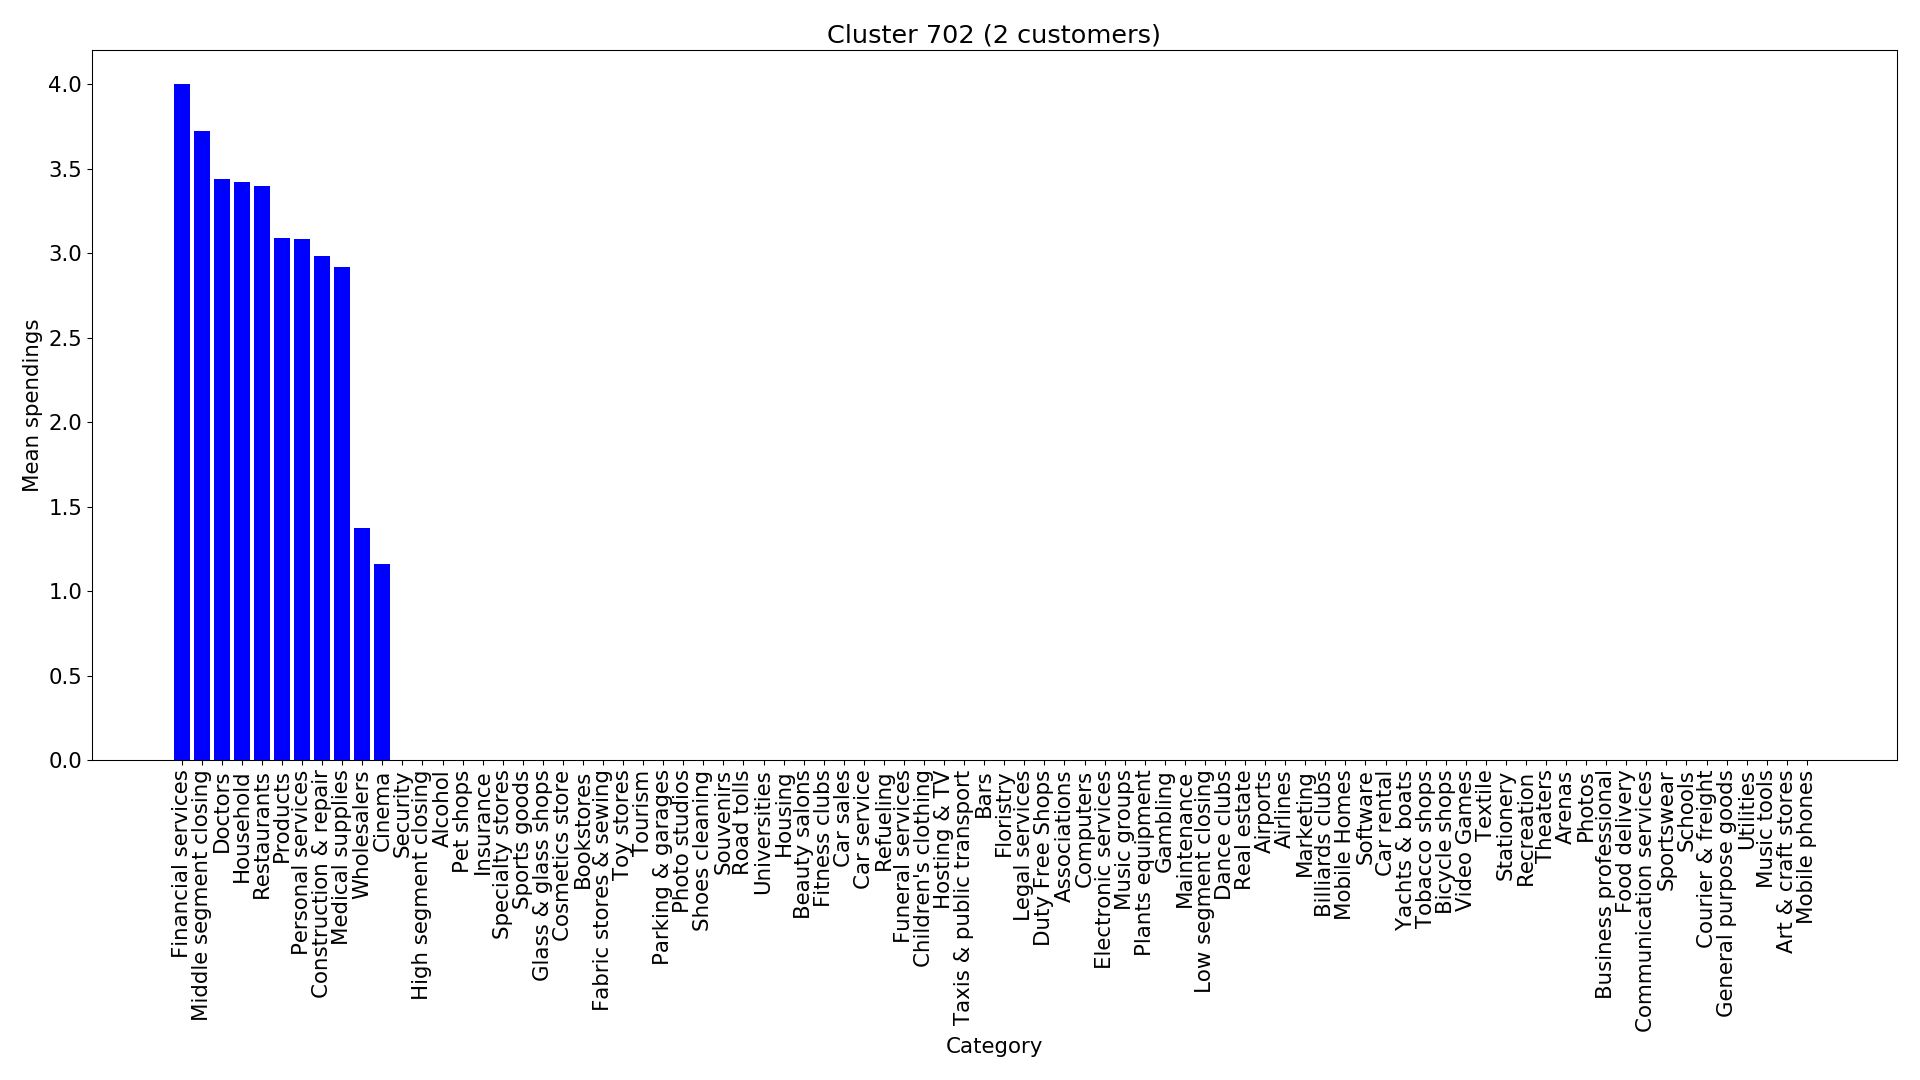 Cluster 702 (2 customers)
Mean spendings
4.0
3.5
3.0
2.5
2.0
1.5
1.0
0.5
0.0
Financial services
Middle segment closing
Doctors
Household
Restaurants
Products
Personal services
Construction & repair
Medical supplies
Wholesalers
Cinema
Security
High segment closing
Alcohol
Pet shops
Insurance
Specialty stores
Sports goods
Glass & glass shops
Cosmetics store
Bookstores
Fabric stores & sewing
Toy stores
Tourism
Parking & garages
Photo studios
Shoes cleaning
Souvenirs
Road tolls
Universities
Housing
Beauty salons
Fitness clubs
Car sales
Car service
Refueling
Funeral services
Children's clothing
Hosting & TV
Taxis & public transport
Bars
Floristry
Legal services
Duty Free Shops
Associations
Computers
Electronic services
Music groups
Plants equipment
Gambling
Maintenance
Low segment closing
Dance clubs
Real estate
Airports
Airlines
Marketing
Billiards clubs
Mobile Homes
Software
Car rental
Yachts & boats
Tobacco shops
Bicycle shops
Video Games
Textile
Stationery
Recreation
Theaters
Arenas
Photos
Business professional
Food delivery
Communication services
Sportswear
Schools
Courier & freight
General purpose goods
Utilities
Music tools
Art & craft stores
Mobile phones
Category